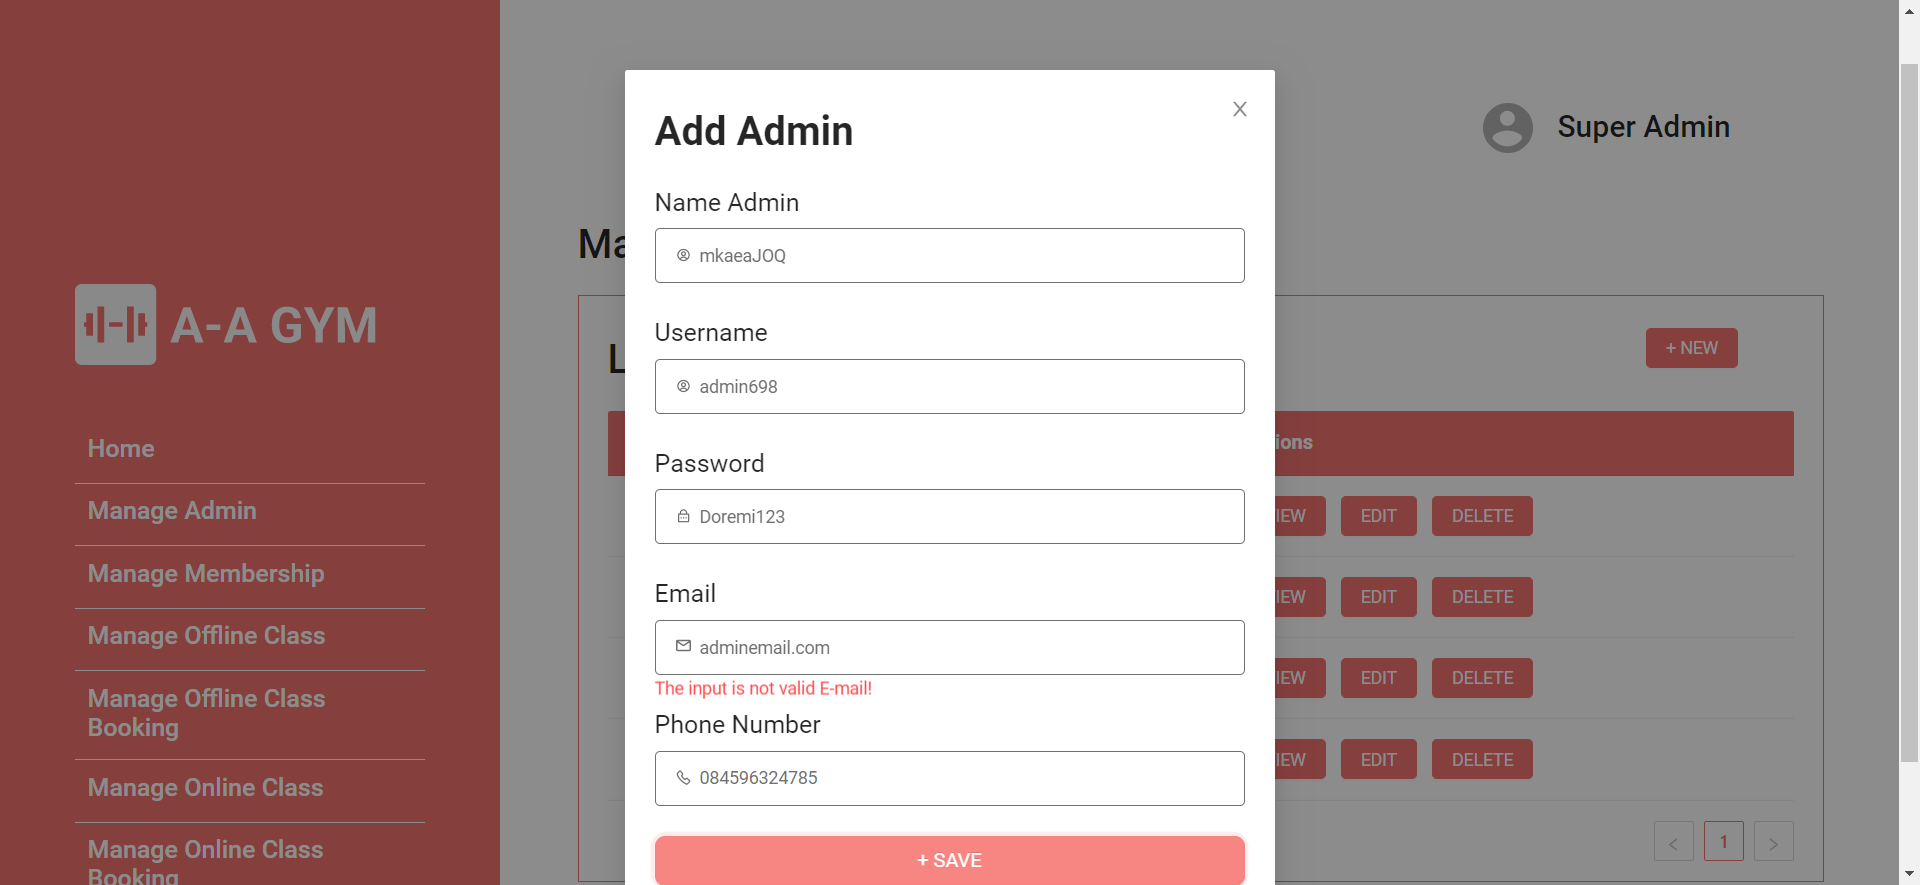 A-A GYM
Home
Manage Admin
Manage Membership
Manage Offline Class
Manage Offline Class
Booking
Manage Online Class
Manage Online Class
Booking
Super Admin
Ma
L
+ NEW
ions
IEW EDIT DELETE
IEW EDIT DELETE
IEW EDIT DELETE
IEW EDIT DELETE
< 1 >
Add Admin
Name Admin
mkaeaJOQ
Username
admin698
Password
Doremi123
Email
adminemail.com
The input is not valid E-mail!
Phone Number
084596324785
+ SAVE